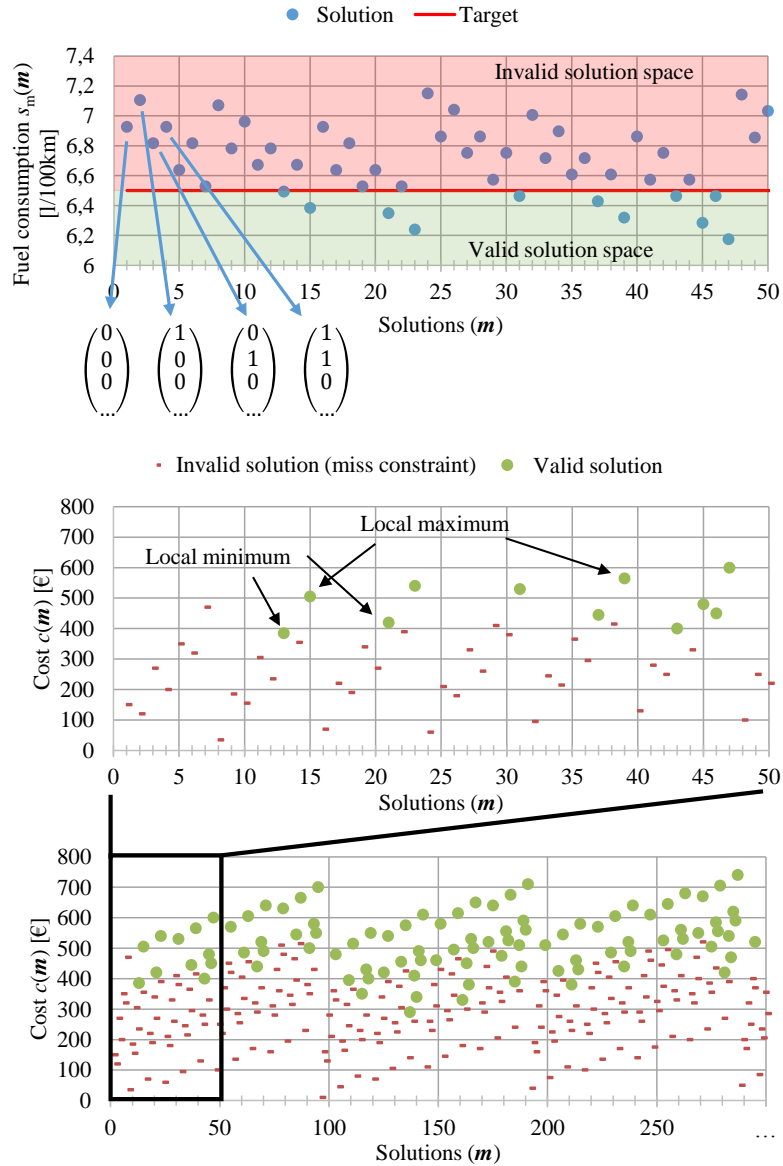 Solution Target
Fuel consumption sm(m)
[l/100km]
7,4
7,2
7
6,8
6,6
6,4
6,2
6
Invalid solution space
Valid solution space
0 5 10 15 20 25 30 35 40 45 50
Solutions (m)
0 1 0 1
0 0 1 1
0 0 0 0
... ... ... ...
Invalid solution (miss constraint) Valid solution
Cost c(m) [€]
800
700
600
500
400
300
200
100
0
Local maximum
Local minimum
0 5 10 15 20 25 30 35 40 45 50
Solutions (m)
Cost c(m) [€]
800
700
600
500
400
300
200
100
0
0 50 100 150 200 250 ...
Solutions (m)